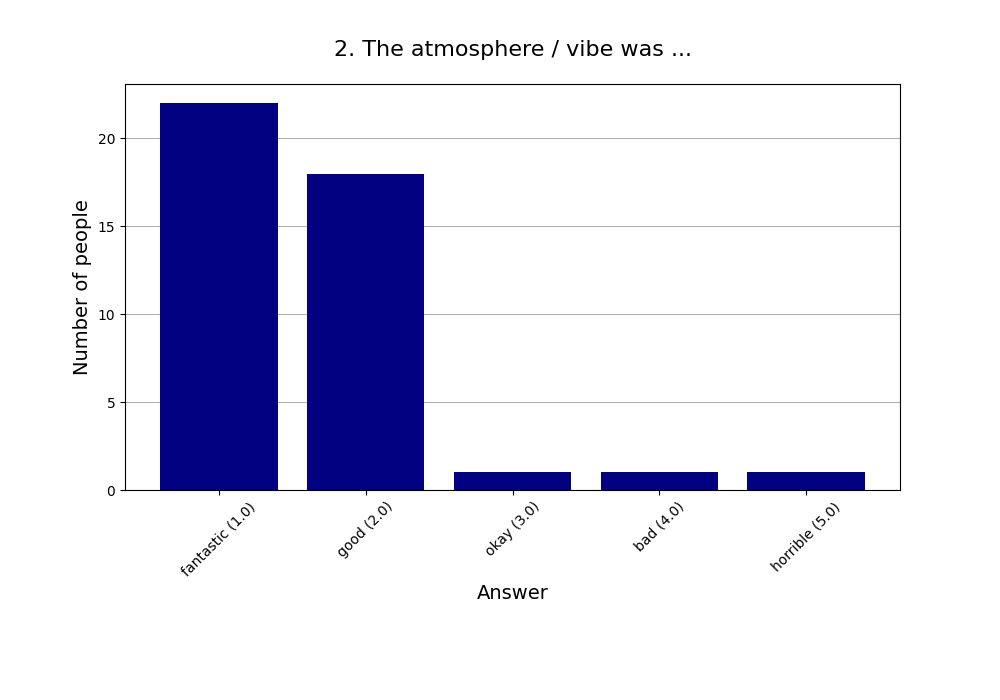 2. The atmosphere / vibe was ...
Number of people
20
15
10
5
0
fantastic (1.0)
good (2.0)
okay (3.0)
bad (4.0)
horrible (5.0)
Answer